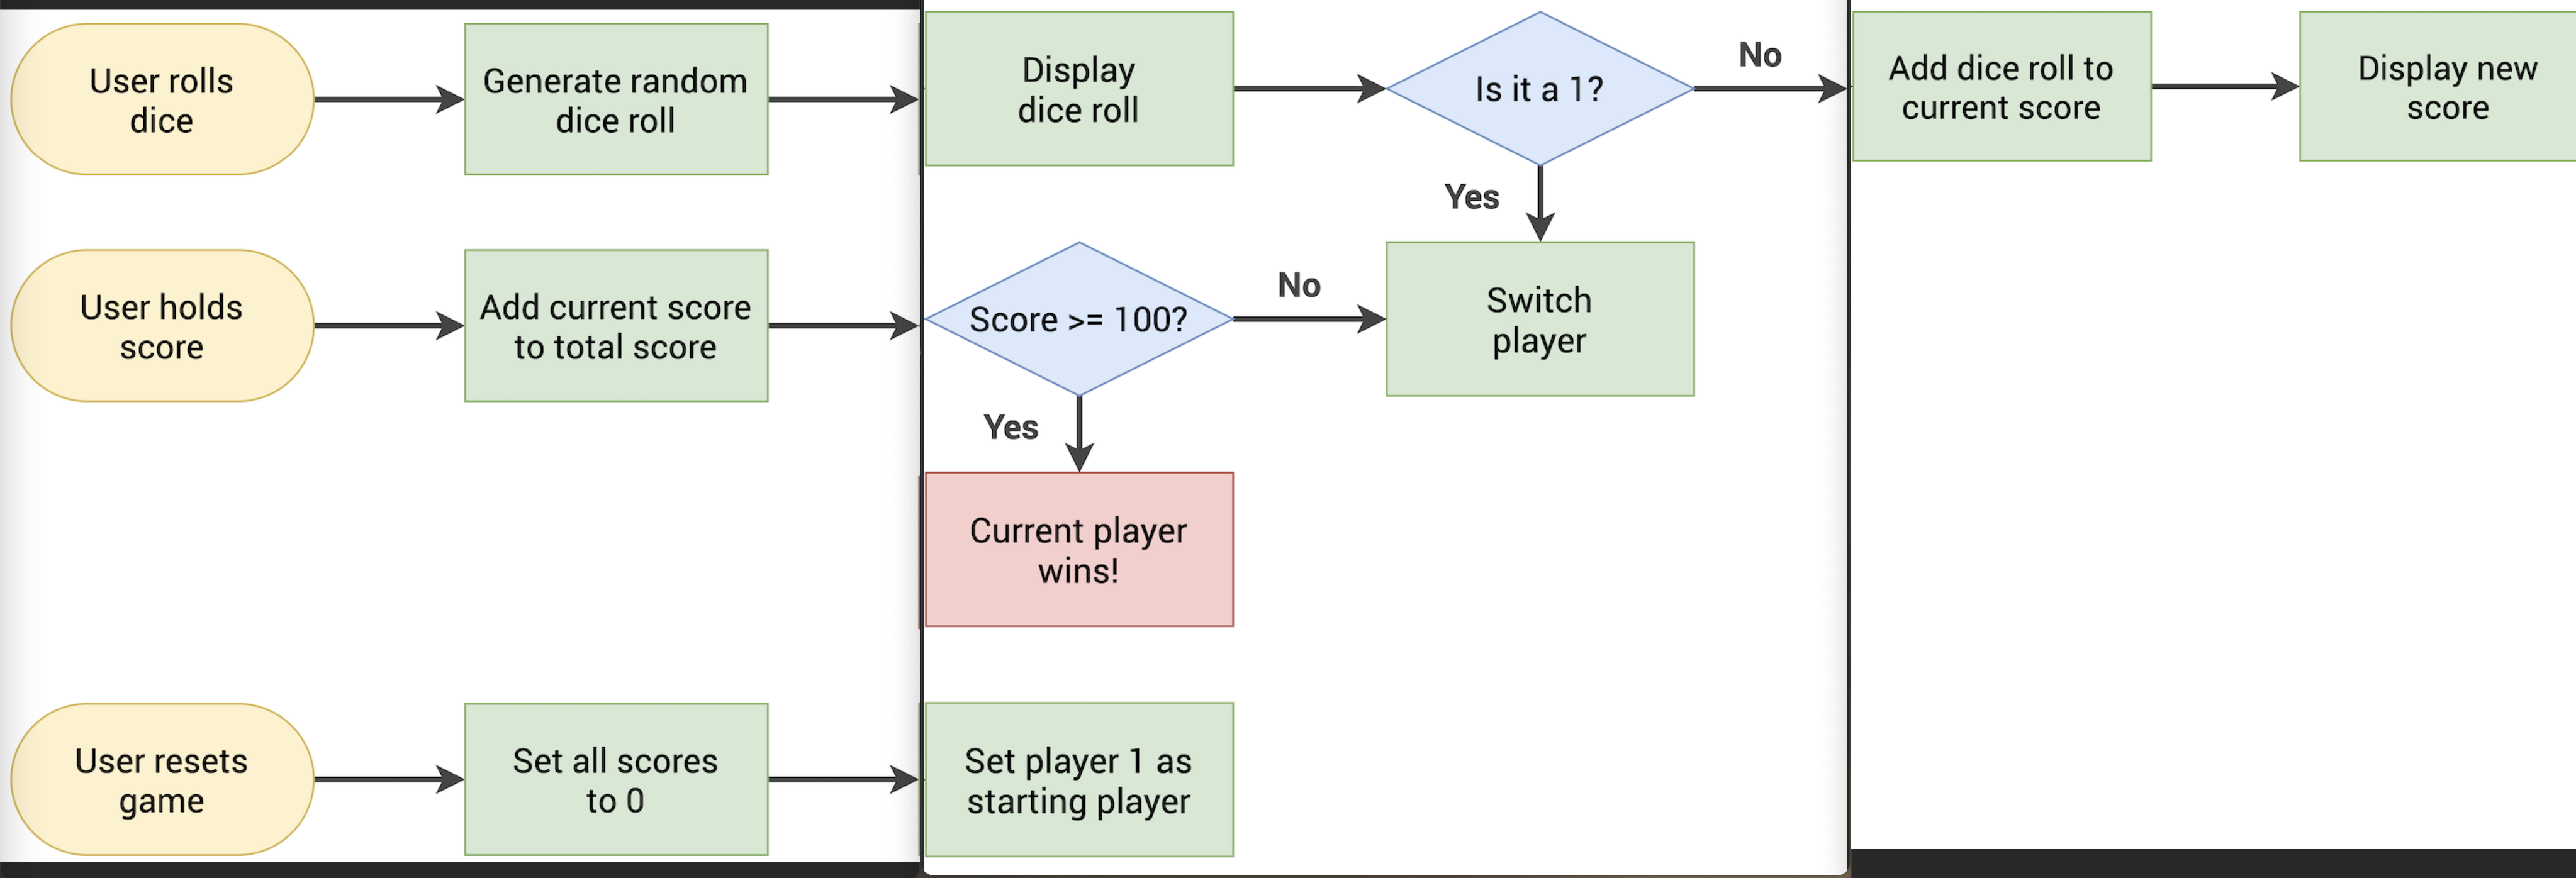 User rolls
dice
Generate random
dice roll
Display
dice roll
Is it a 1?
No
Add dice roll to
current score
Display new
score
Yes
User holds
score
Add current score
to total score
Score >= 100?
No
Switch
player
Yes
Current player
wins!
User resets
game
Set all scores
to 0
Set player 1 as
starting player